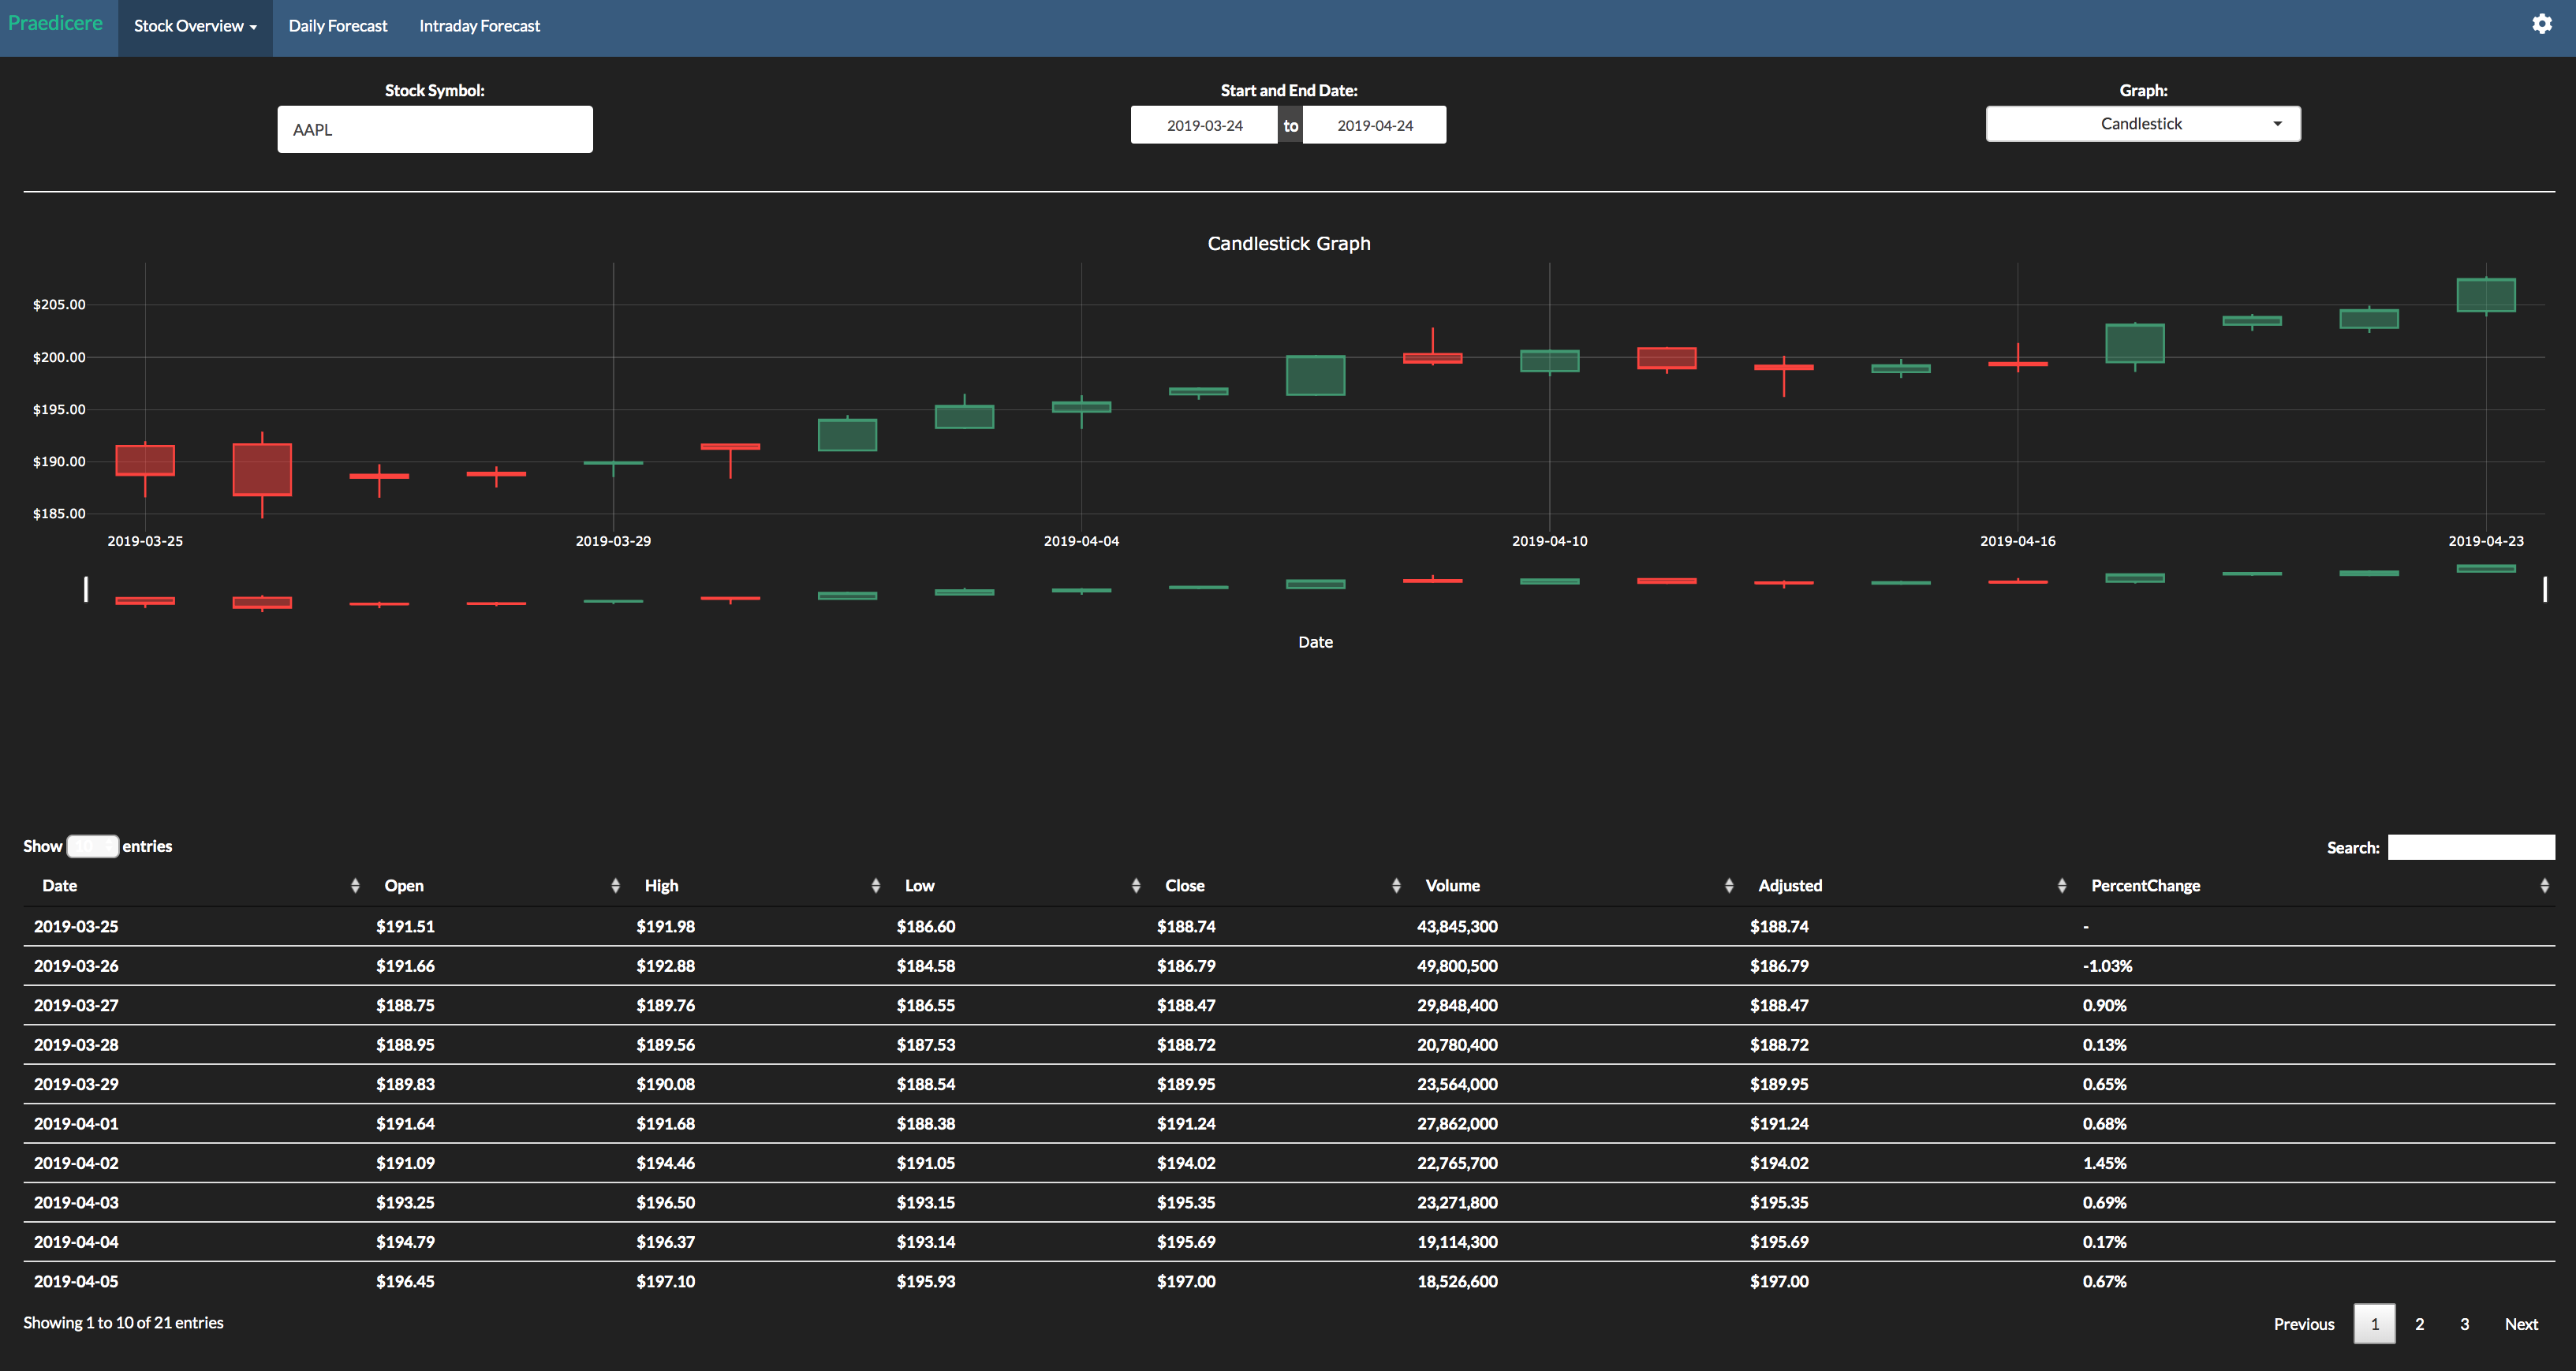 Praedicere Stock Overview Daily Forecast Intraday Forecast
Stock Symbol: Start and End Date: Graph:
AAPL 2019-03-24 to 2019-04-24 Candlestick
Candlestick Graph
$205.00
$200.00
$195.00
$190.00
$185.00
2019-03-25 2019-03-29 2019-04-04 2019-04-10 2019-04-16 2019-04-23
Date
Show 10 entries Search:
Date Open High Low Close Volume Adjusted PercentChange
2019-03-25 $191.51 $191.98 $186.60 $188.74 43,845,300 $188.74 -
2019-03-26 $191.66 $192.88 $184.58 $186.79 49,800,500 $186.79 -1.03%
2019-03-27 $188.75 $189.76 $186.55 $188.47 29,848,400 $188.47 0.90%
2019-03-28 $188.95 $189.56 $187.53 $188.72 20,780,400 $188.72 0.13%
2019-03-29 $189.83 $190.08 $188.54 $189.95 23,564,000 $189.95 0.65%
2019-04-01 $191.64 $191.68 $188.38 $191.24 27,862,000 $191.24 0.68%
2019-04-02 $191.09 $194.46 $191.05 $194.02 22,765,700 $194.02 1.45%
2019-04-03 $193.25 $196.50 $193.15 $195.35 23,271,800 $195.35 0.69%
2019-04-04 $194.79 $196.37 $193.14 $195.69 19,114,300 $195.69 0.17%
2019-04-05 $196.45 $197.10 $195.93 $197.00 18,526,600 $197.00 0.67%
Showing 1 to 10 of 21 entries Previous 1 2 3 Next